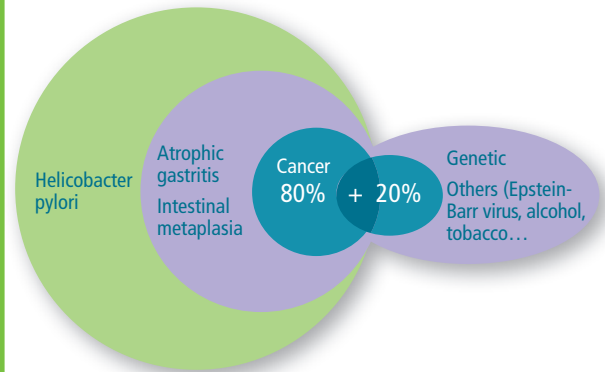 Helicobacter
pylori
Atrophic
gastritis
Intestinal
metaplasia
Cancer
80% + 20%
Genetic
Others (Epstein-
Barr virus, alcohol,
tobacco…